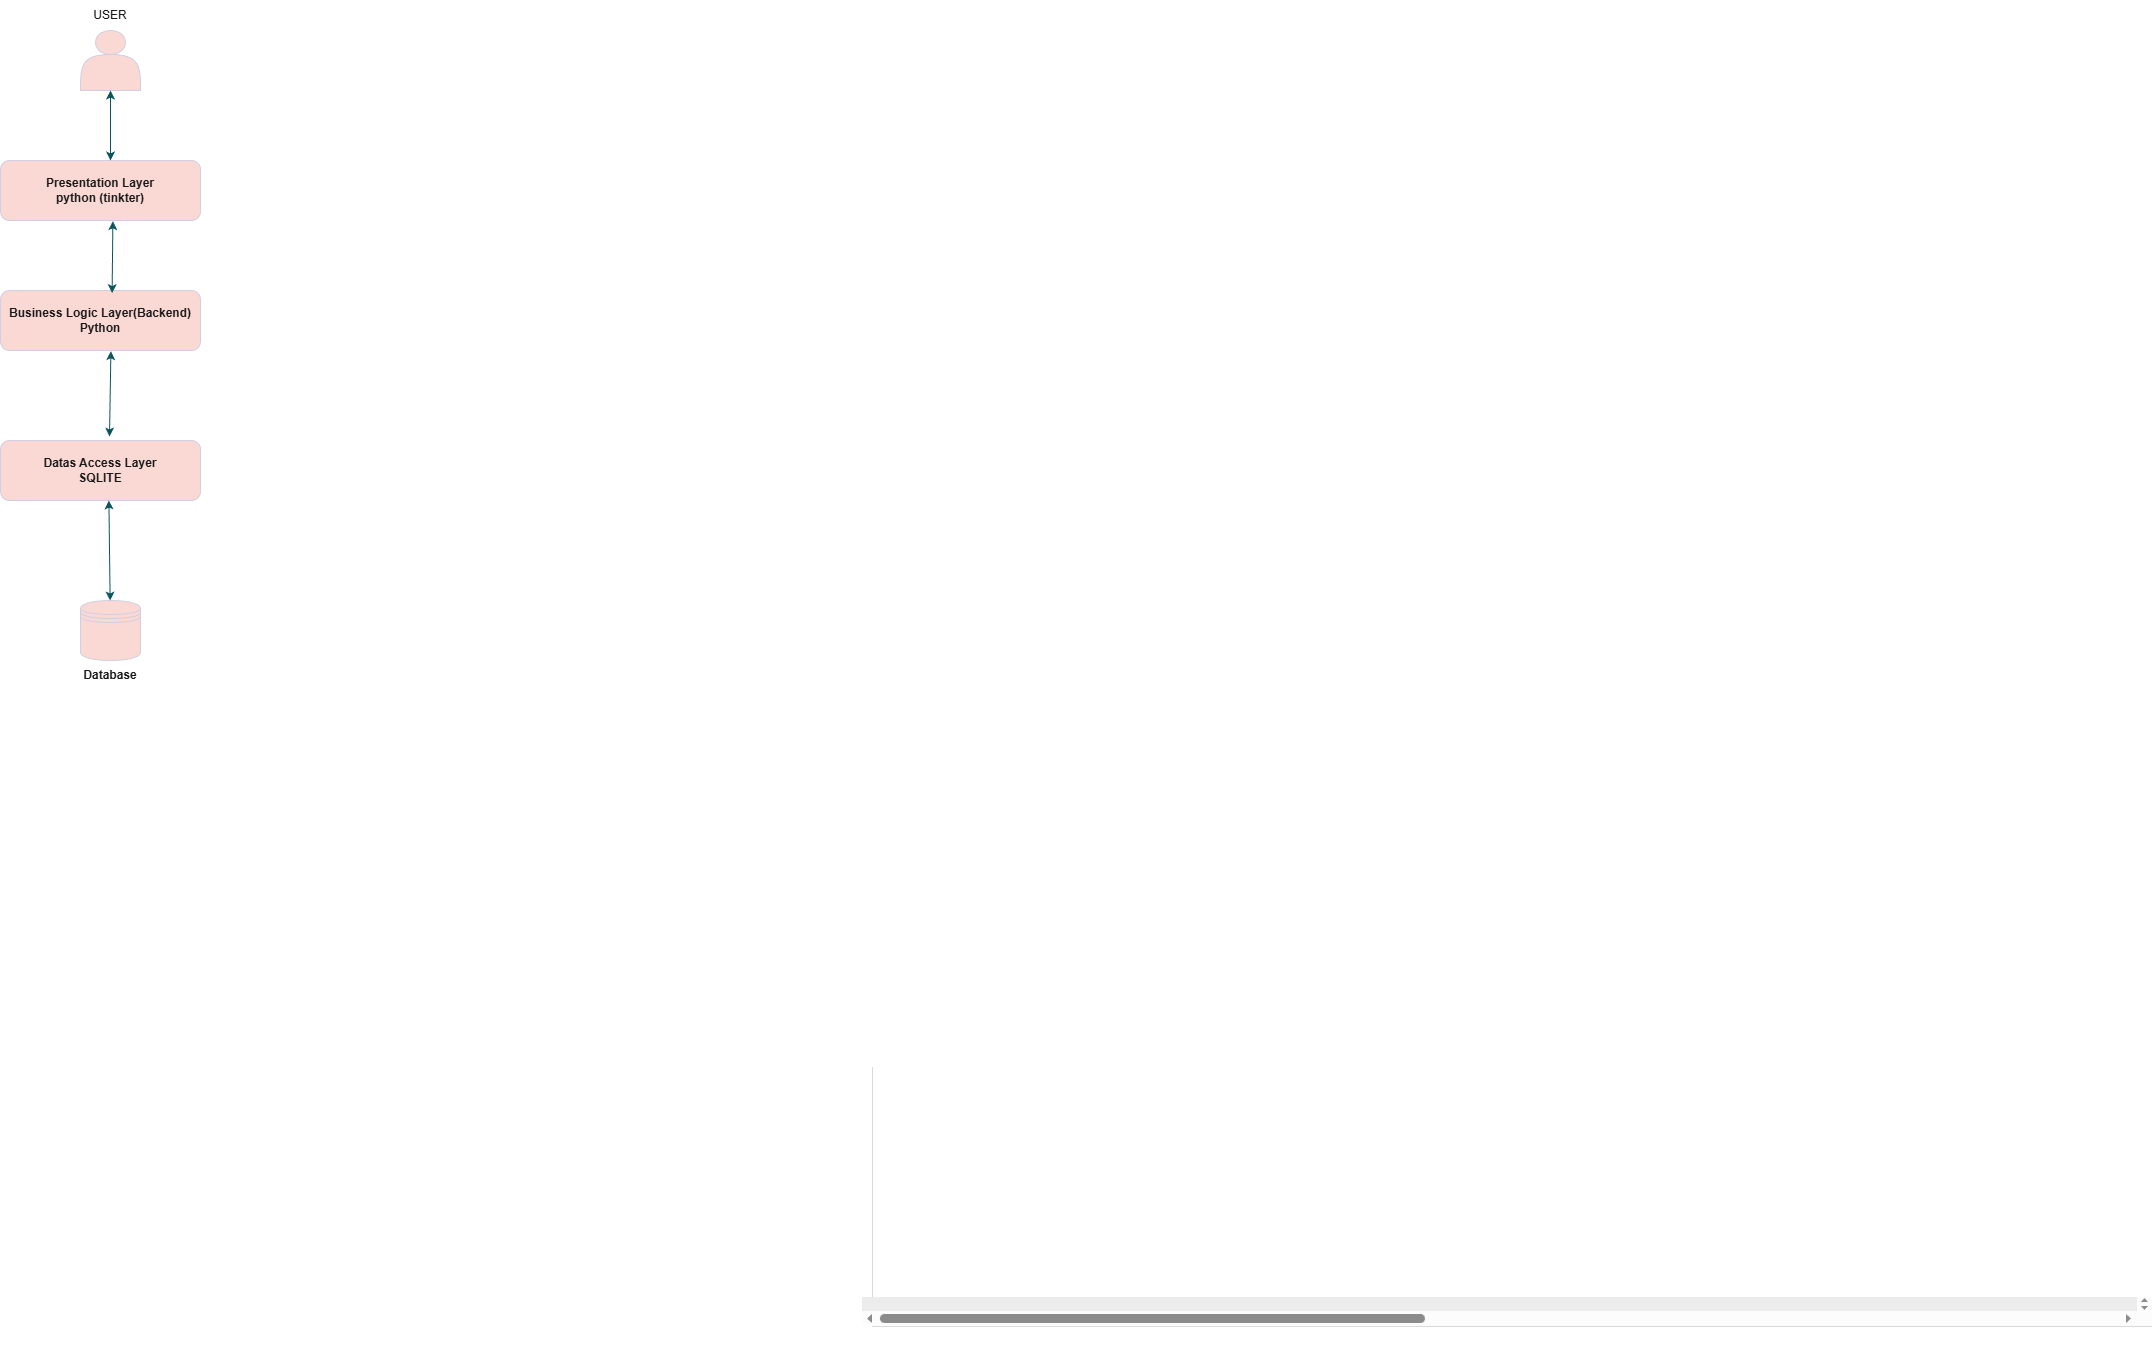 USER
Presentation Layer
python (tinkter)
Business Logic Layer(Backend)
Python
Datas Access Layer
SQLITE
Database